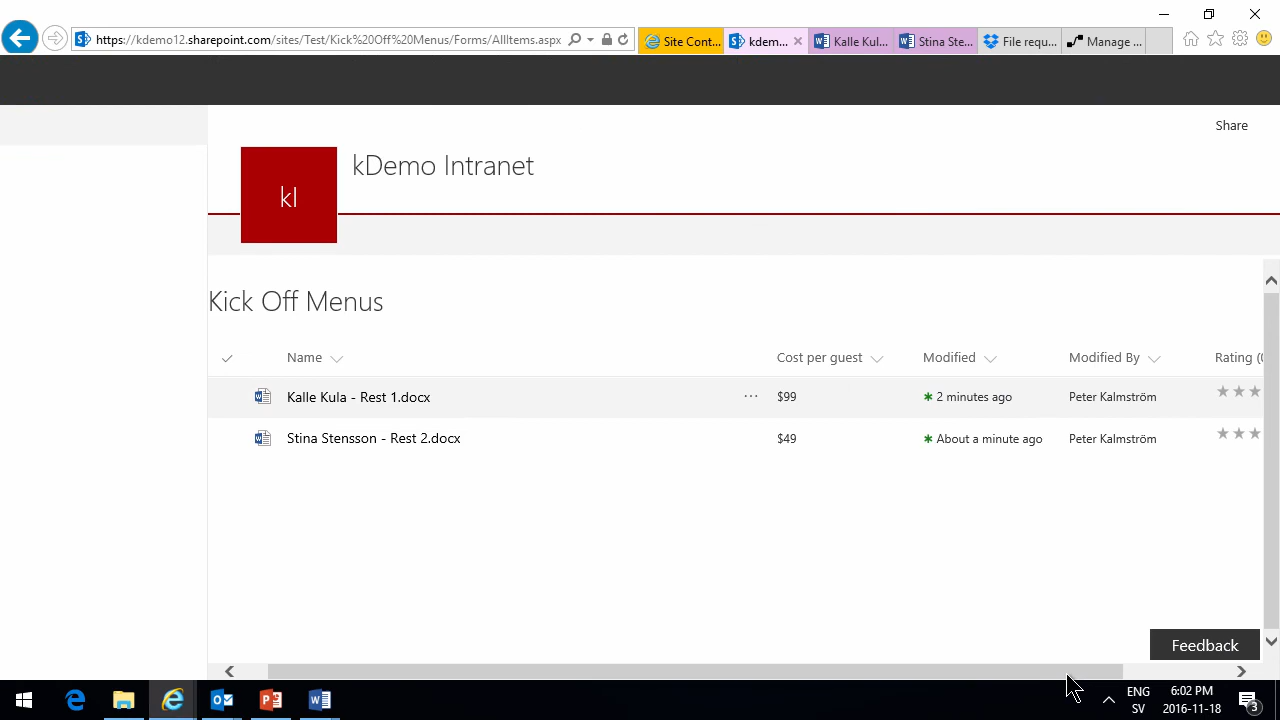 https://kdemo12.sharepoint.com/sites/Test/Kick%20Off%20Menus/Forms/AllItems.aspx
Site Cont...
kdem...
Kalle Kul...
Stina Ste...
File requ...
Manage ...
Share
kI
kDemo Intranet
Kick Off Menus
Name
Cost per guest
Modified
Modified By
Rating (
Kalle Kula - Rest 1.docx
...
$99
2 minutes ago
Peter Kalmström
Stina Stensson - Rest 2.docx
$49
About a minute ago
Peter Kalmström
Feedback
ENG
SV
6:02 PM
2016-11-18
3